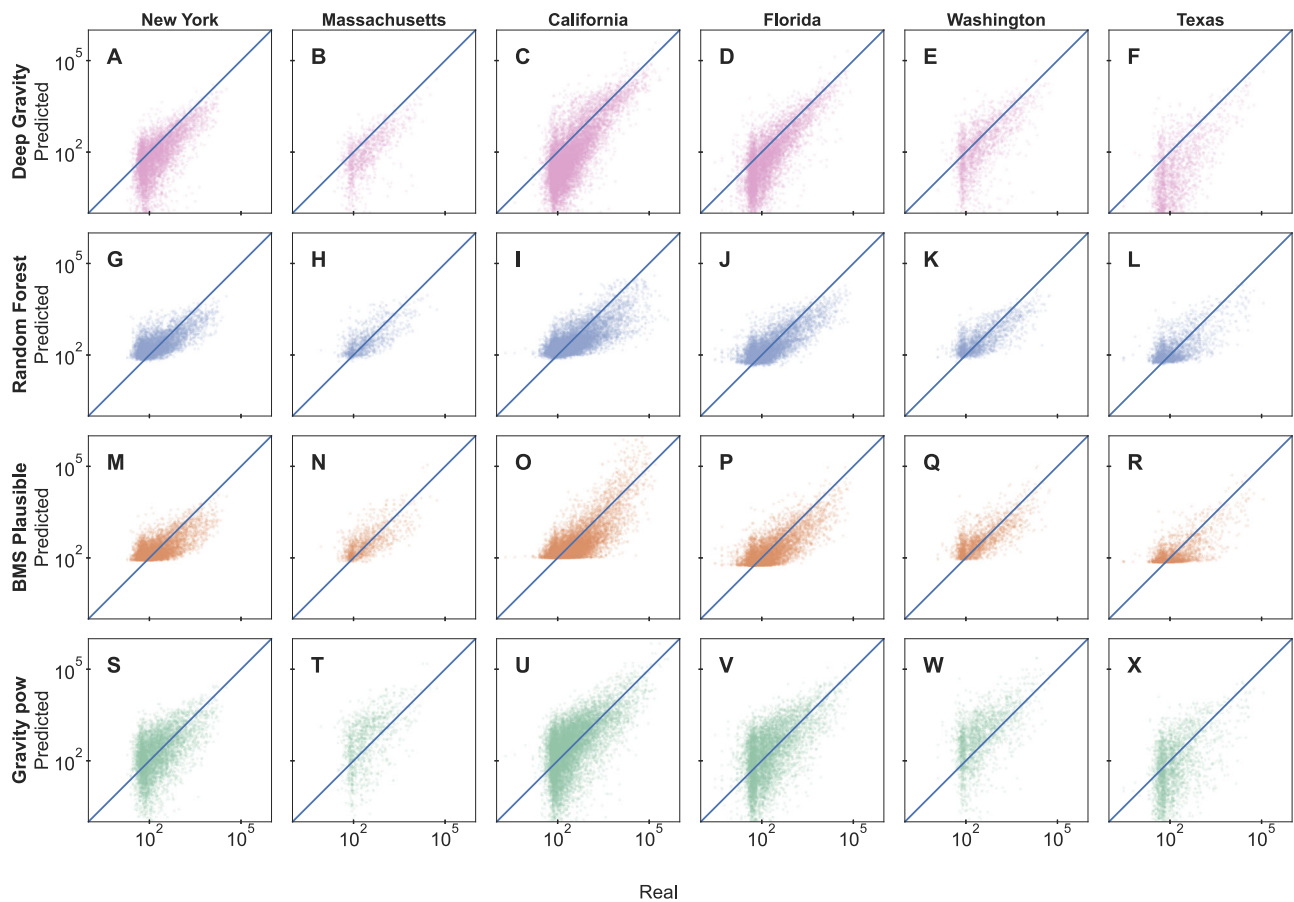 New York Massachusetts California Florida Washington Texas
Deep Gravity
Predicted
10^5
10^2
A B C D E F
Random Forest
Predicted
10^5
10^2
G H I J K L
BMS Plausible
Predicted
10^5
10^2
M N O P Q R
Gravity pow
Predicted
10^5
10^2
S T U V W X
10^2 10^5 10^2 10^5 10^2 10^5 10^2 10^5 10^2 10^5 10^2 10^5
Real